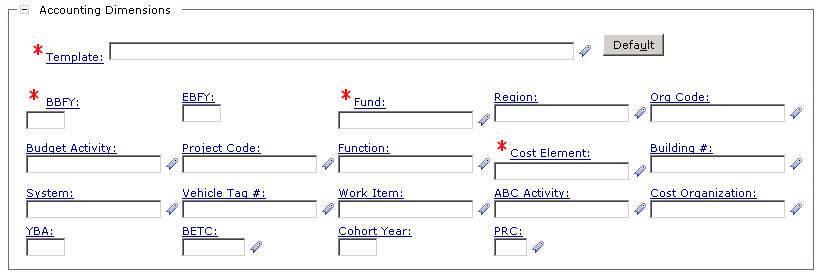 Accounting Dimensions
* Template: Default
* BBFY: EBFY: * Fund: Region: Org Code:
Budget Activity: Project Code: Function: * Cost Element: Building #:
System: Vehicle Tag #: Work Item: ABC Activity: Cost Organization:
YBA: BETC: Cohort Year: PRC: